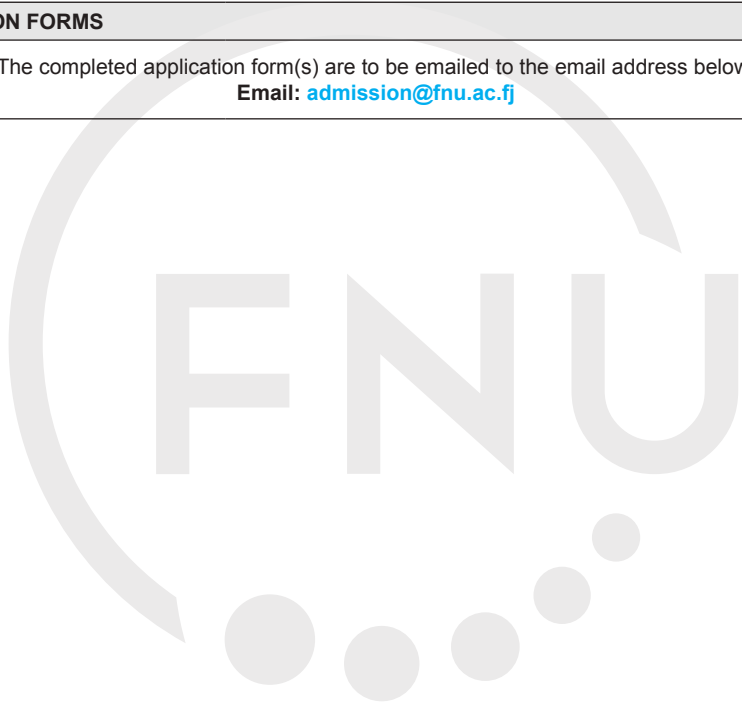 ON FORMS
The completed application form(s) are to be emailed to the email address below
Email: admission@fnu.ac.fj
FNU